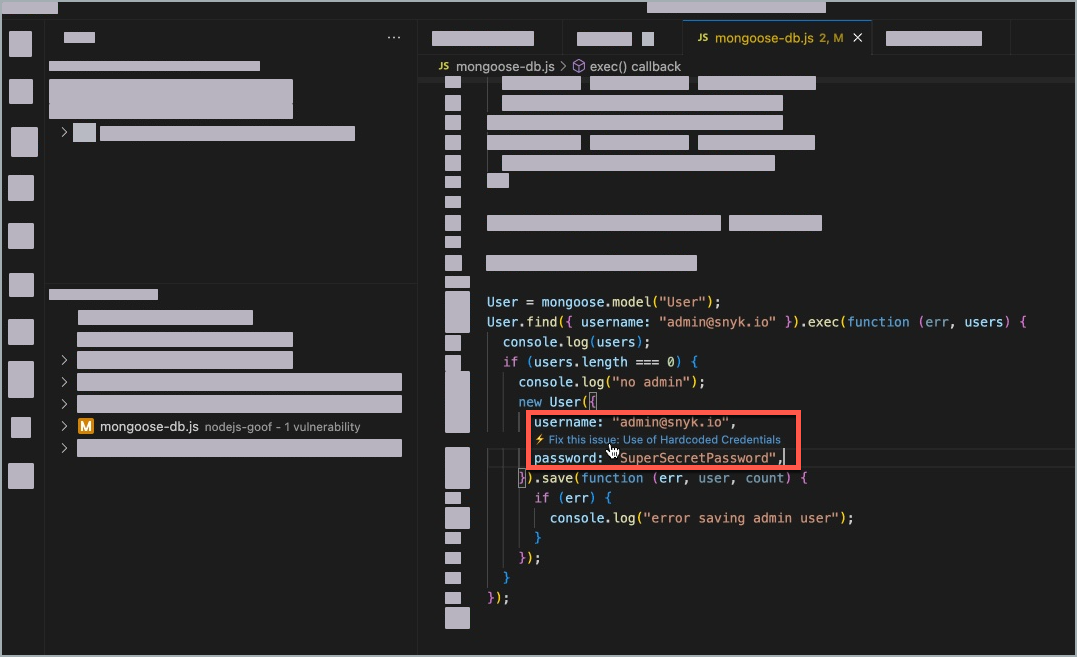 ...
JS mongoose-db.js 2, M
JS mongoose-db.js > exec() callback
User = mongoose.model("User");
User.find({ username: "admin@snyk.io" }).exec(function (err, users) {
console.log(users);
if (users.length === 0) {
console.log("no admin");
new User({
username: "admin@snyk.io",
⚡ Fix this issue: Use of Hardcoded Credentials
password: "SuperSecretPassword",
}).save(function (err, user, count) {
if (err) {
console.log("error saving admin user");
}
});
}
});
M mongoose-db.js nodejs-goof - 1 vulnerability